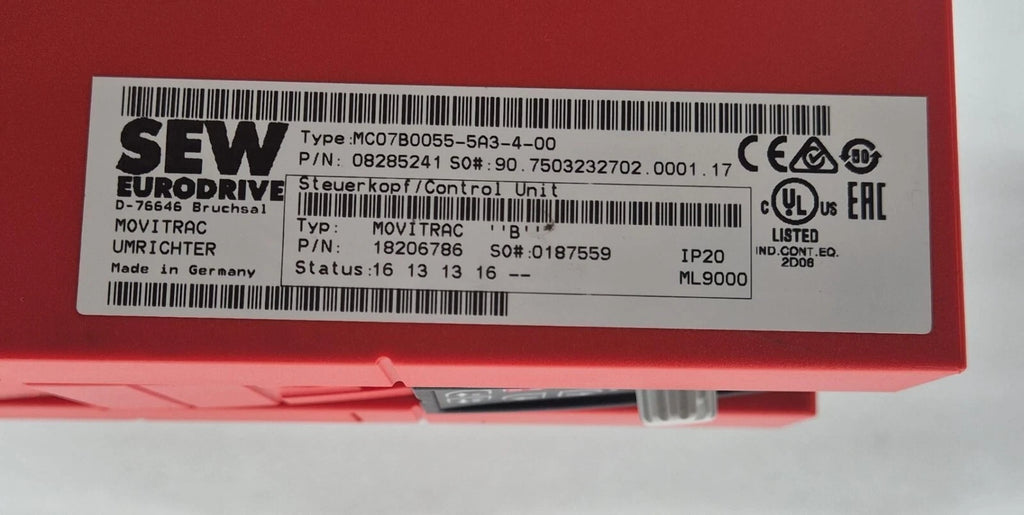 SEW
EURODRIVE
D-76646 Bruchsal
MOVITRAC
UMRICHTER
Made in Germany
Type:MC07B0055-5A3-4-00
P/N: 08285241 SO#:90.7503232702.0001.17
Steuerkopf/Control Unit
Typ: MOVITRAC ''B''
P/N: 18206786 SO#:0187559 IP20
Status:16 13 13 16 -- ML9000
CE
50
C UL US
EAC
LISTED
IND.CONT.EQ.
2D06